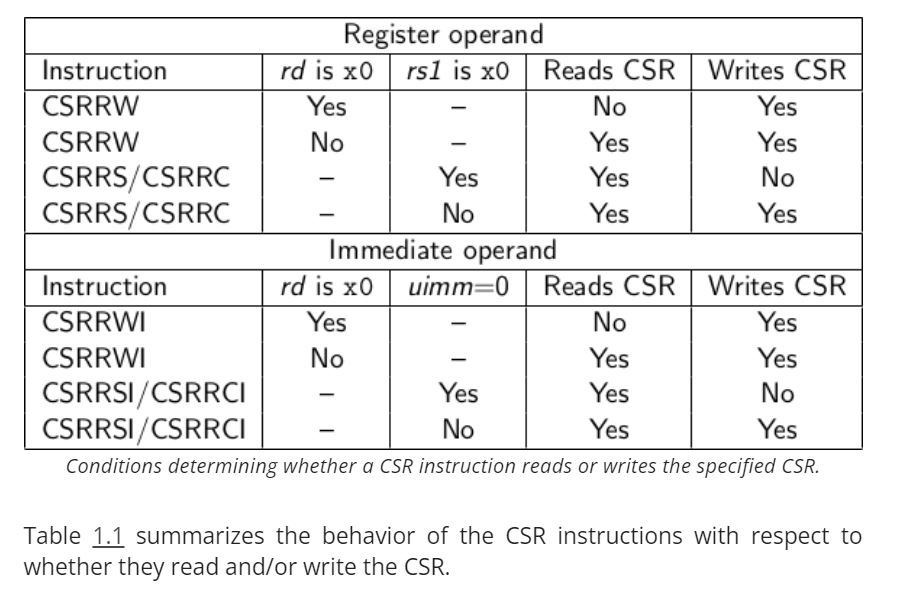 Register operand
Instruction rd is x0 rs1 is x0 Reads CSR Writes CSR
CSRRW Yes – No Yes
CSRRW No – Yes Yes
CSRRS/CSRRC – Yes Yes No
CSRRS/CSRRC – No Yes Yes
Immediate operand
Instruction rd is x0 uimm=0 Reads CSR Writes CSR
CSRRWI Yes – No Yes
CSRRWI No – Yes Yes
CSRRSI/CSRRCI – Yes Yes No
CSRRSI/CSRRCI – No Yes Yes
Conditions determining whether a CSR instruction reads or writes the specified CSR.
Table 1.1 summarizes the behavior of the CSR instructions with respect to
whether they read and/or write the CSR.